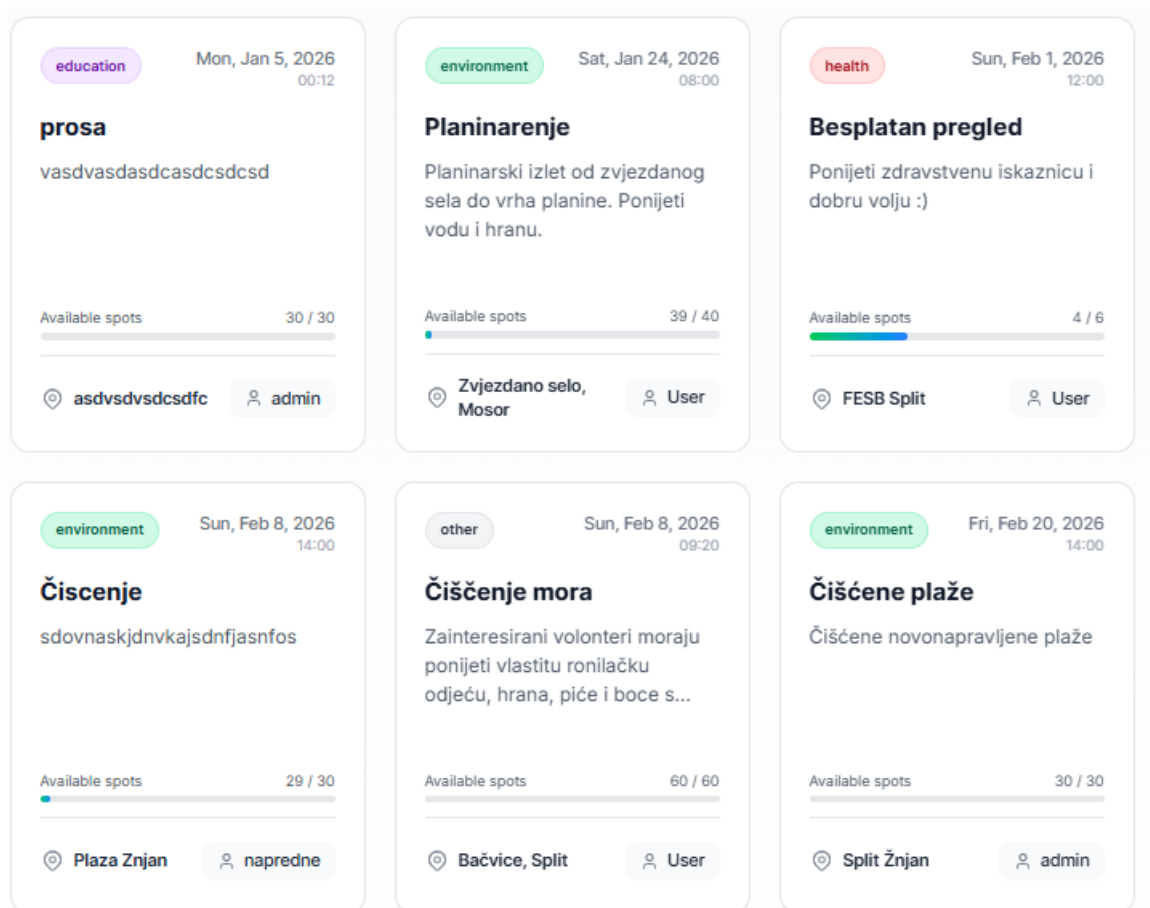 education
Mon, Jan 5, 2026
00:12
prosa
vasdvasdasdcasdcsdcsd
Available spots
30 / 30
asdvsdvsdcsdfc
admin
environment
Sat, Jan 24, 2026
08:00
Planinarenje
Planinarski izlet od zvjezdanog
sela do vrha planine. Ponijeti
vodu i hranu.
Available spots
39 / 40
Zvjezdano selo,
Mosor
User
health
Sun, Feb 1, 2026
12:00
Besplatan pregled
Ponijeti zdravstvenu iskaznicu i
dobru volju :)
Available spots
4 / 6
FESB Split
User
environment
Sun, Feb 8, 2026
14:00
Čiscenje
sdovnaskjdnvkajsdnfjasnfos
Available spots
29 / 30
Plaza Znjan
napredne
other
Sun, Feb 8, 2026
09:20
Čiščenje mora
Zainteresirani volonteri moraju
ponijeti vlastitu ronilačku
odjeću, hrana, piće i boce s...
Available spots
60 / 60
Bačvice, Split
User
environment
Fri, Feb 20, 2026
14:00
Čišćene plaže
Čišćene novonapravljene plaže
Available spots
30 / 30
Split Žnjan
admin